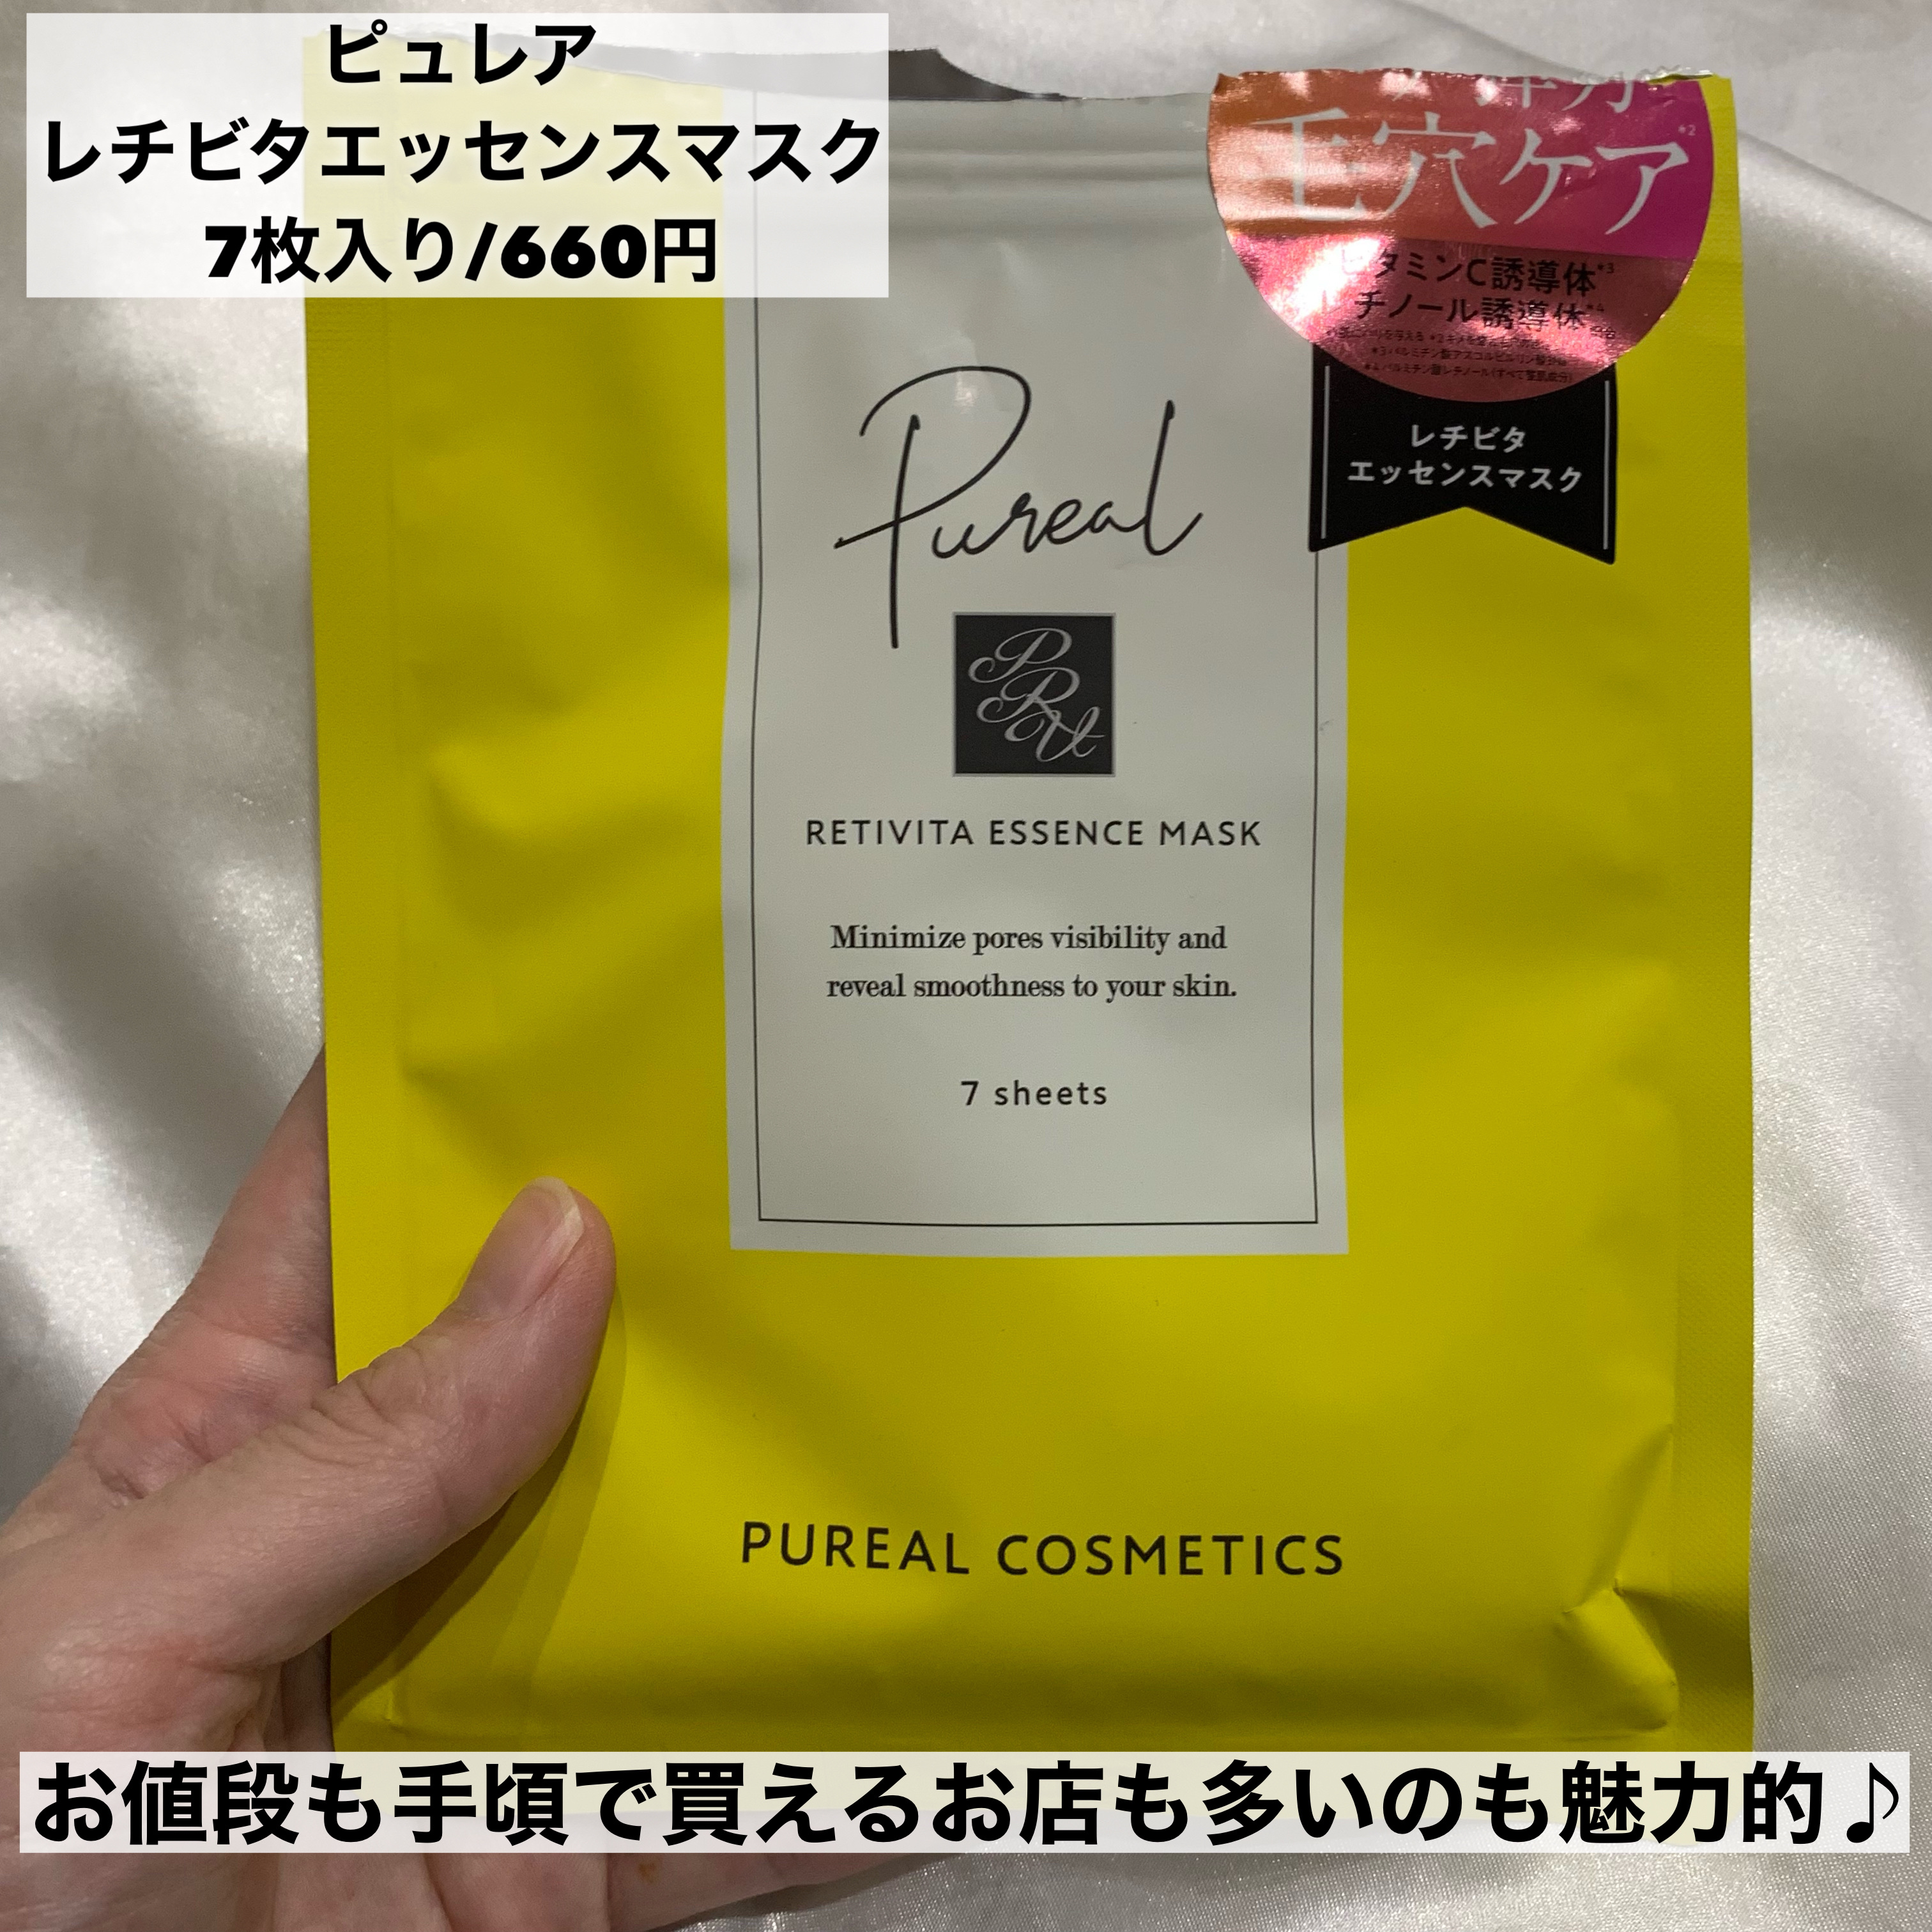 ピュレア
レチビタエッセンスマスク
7枚入り/660円
毛穴ケア*2
タミンC誘導体*3
チノール誘導体*4
レチビタ
エッセンスマスク
Pureal
PRV
RETIVITA ESSENCE MASK
Minimize pores visibility and
reveal smoothness to your skin.
7 sheets
PUREAL COSMETICS
お値段も手頃で買えるお店も多いのも魅力的♪